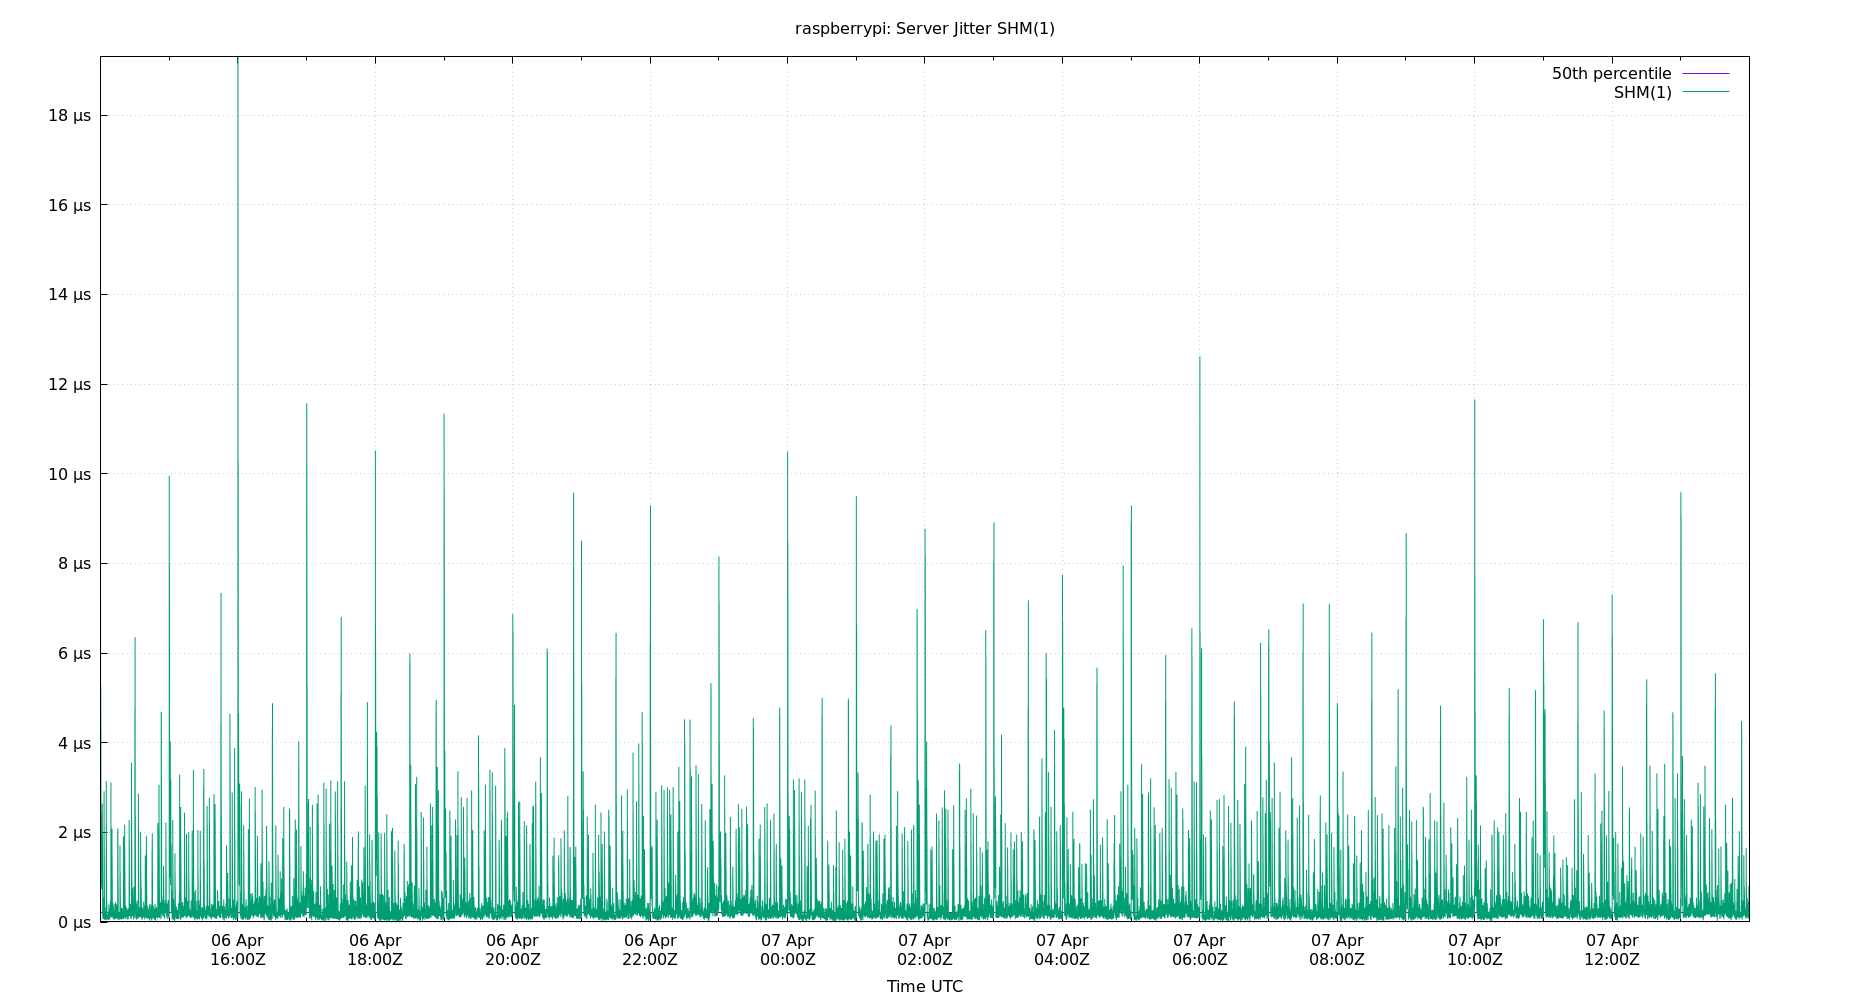 raspberrypi: Server Jitter SHM(1)
50th percentile
SHM(1)
18 µs
16 µs
14 µs
12 µs
10 µs
8 µs
6 µs
4 µs
2 µs
0 µs
06 Apr 06 Apr 06 Apr 06 Apr 07 Apr 07 Apr 07 Apr 07 Apr 07 Apr 07 Apr 07 Apr
16:00Z 18:00Z 20:00Z 22:00Z 00:00Z 02:00Z 04:00Z 06:00Z 08:00Z 10:00Z 12:00Z
Time UTC